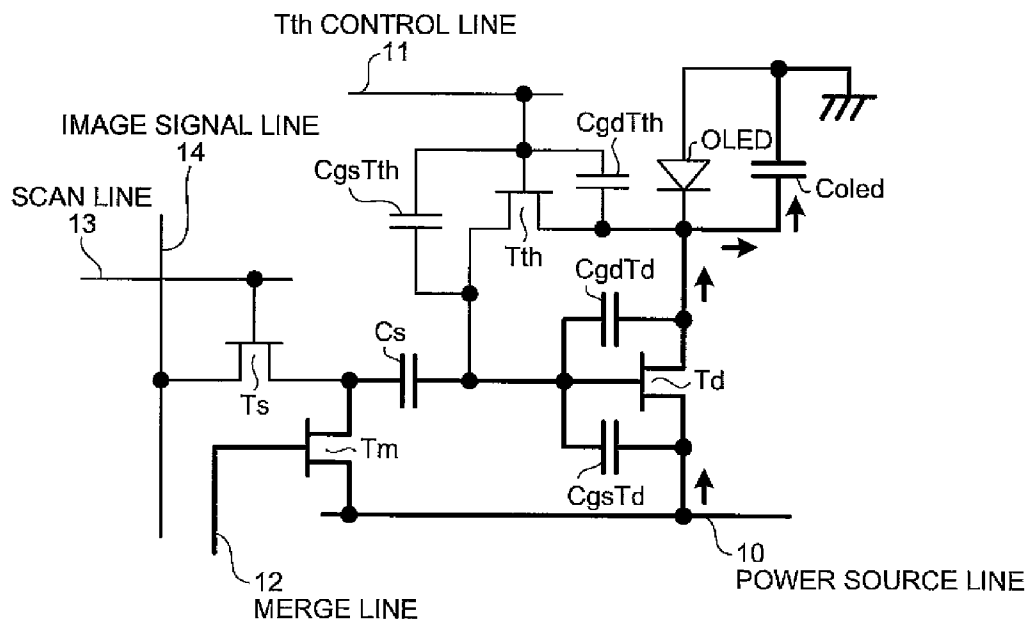 Tth CONTROL LINE
11
IMAGE SIGNAL LINE
14
CgdTth
OLED
CgsTth
Coled
SCAN LINE
13
Tth
CgdTd
Cs
Td
Ts
Tm
CgsTd
10
POWER SOURCE LINE
12
MERGE LINE